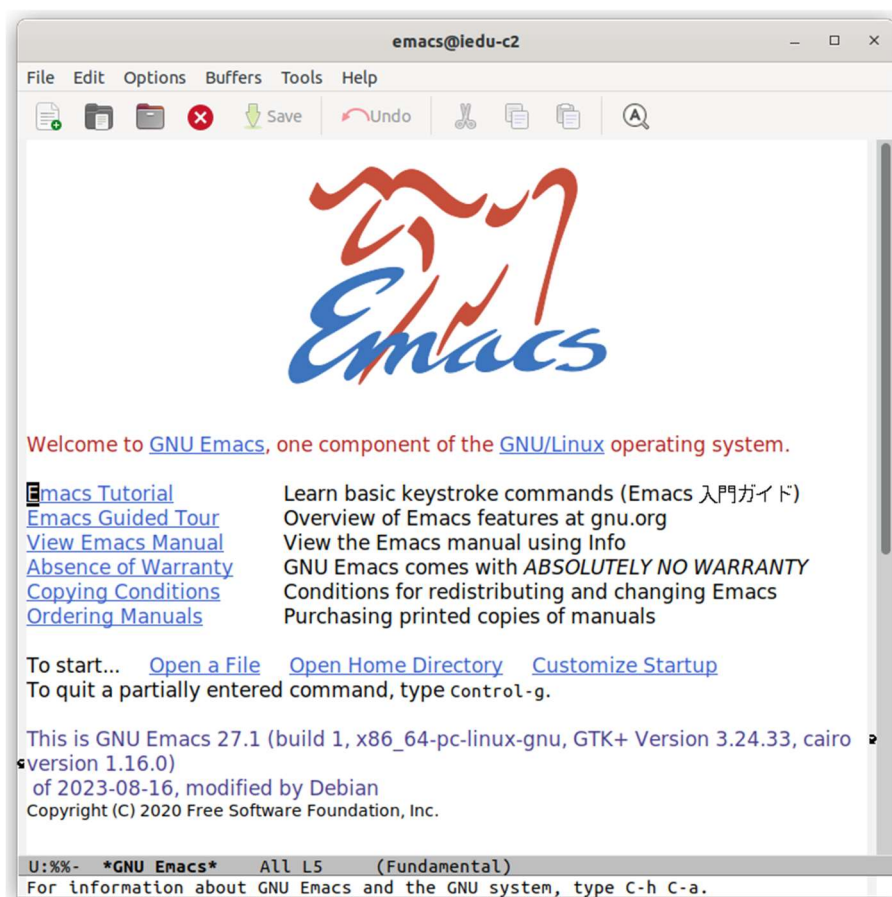 emacs@iedu-c2
File Edit Options Buffers Tools Help
Save Undo
Emacs
Welcome to GNU Emacs, one component of the GNU/Linux operating system.
Emacs Tutorial Learn basic keystroke commands (Emacs 入門ガイド)
Emacs Guided Tour Overview of Emacs features at gnu.org
View Emacs Manual View the Emacs manual using Info
Absence of Warranty GNU Emacs comes with ABSOLUTELY NO WARRANTY
Copying Conditions Conditions for redistributing and changing Emacs
Ordering Manuals Purchasing printed copies of manuals
To start... Open a File Open Home Directory Customize Startup
To quit a partially entered command, type Control-g.
This is GNU Emacs 27.1 (build 1, x86_64-pc-linux-gnu, GTK+ Version 3.24.33, cairo
version 1.16.0)
of 2023-08-16, modified by Debian
Copyright (C) 2020 Free Software Foundation, Inc.
U:%%- *GNU Emacs* All L5 (Fundamental)
For information about GNU Emacs and the GNU system, type C-h C-a.